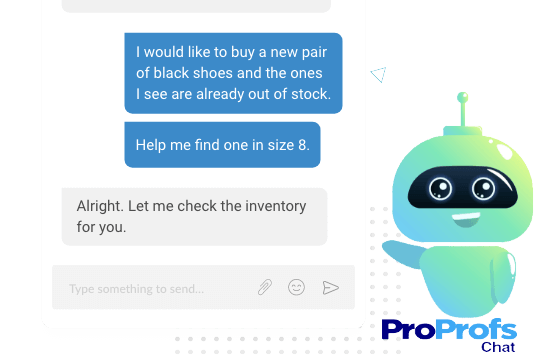 I would like to buy a new pair
of black shoes and the ones
I see are already out of stock.
Help me find one in size 8.
Alright. Let me check the inventory
for you.
Type something to send...
ProProfs
Chat